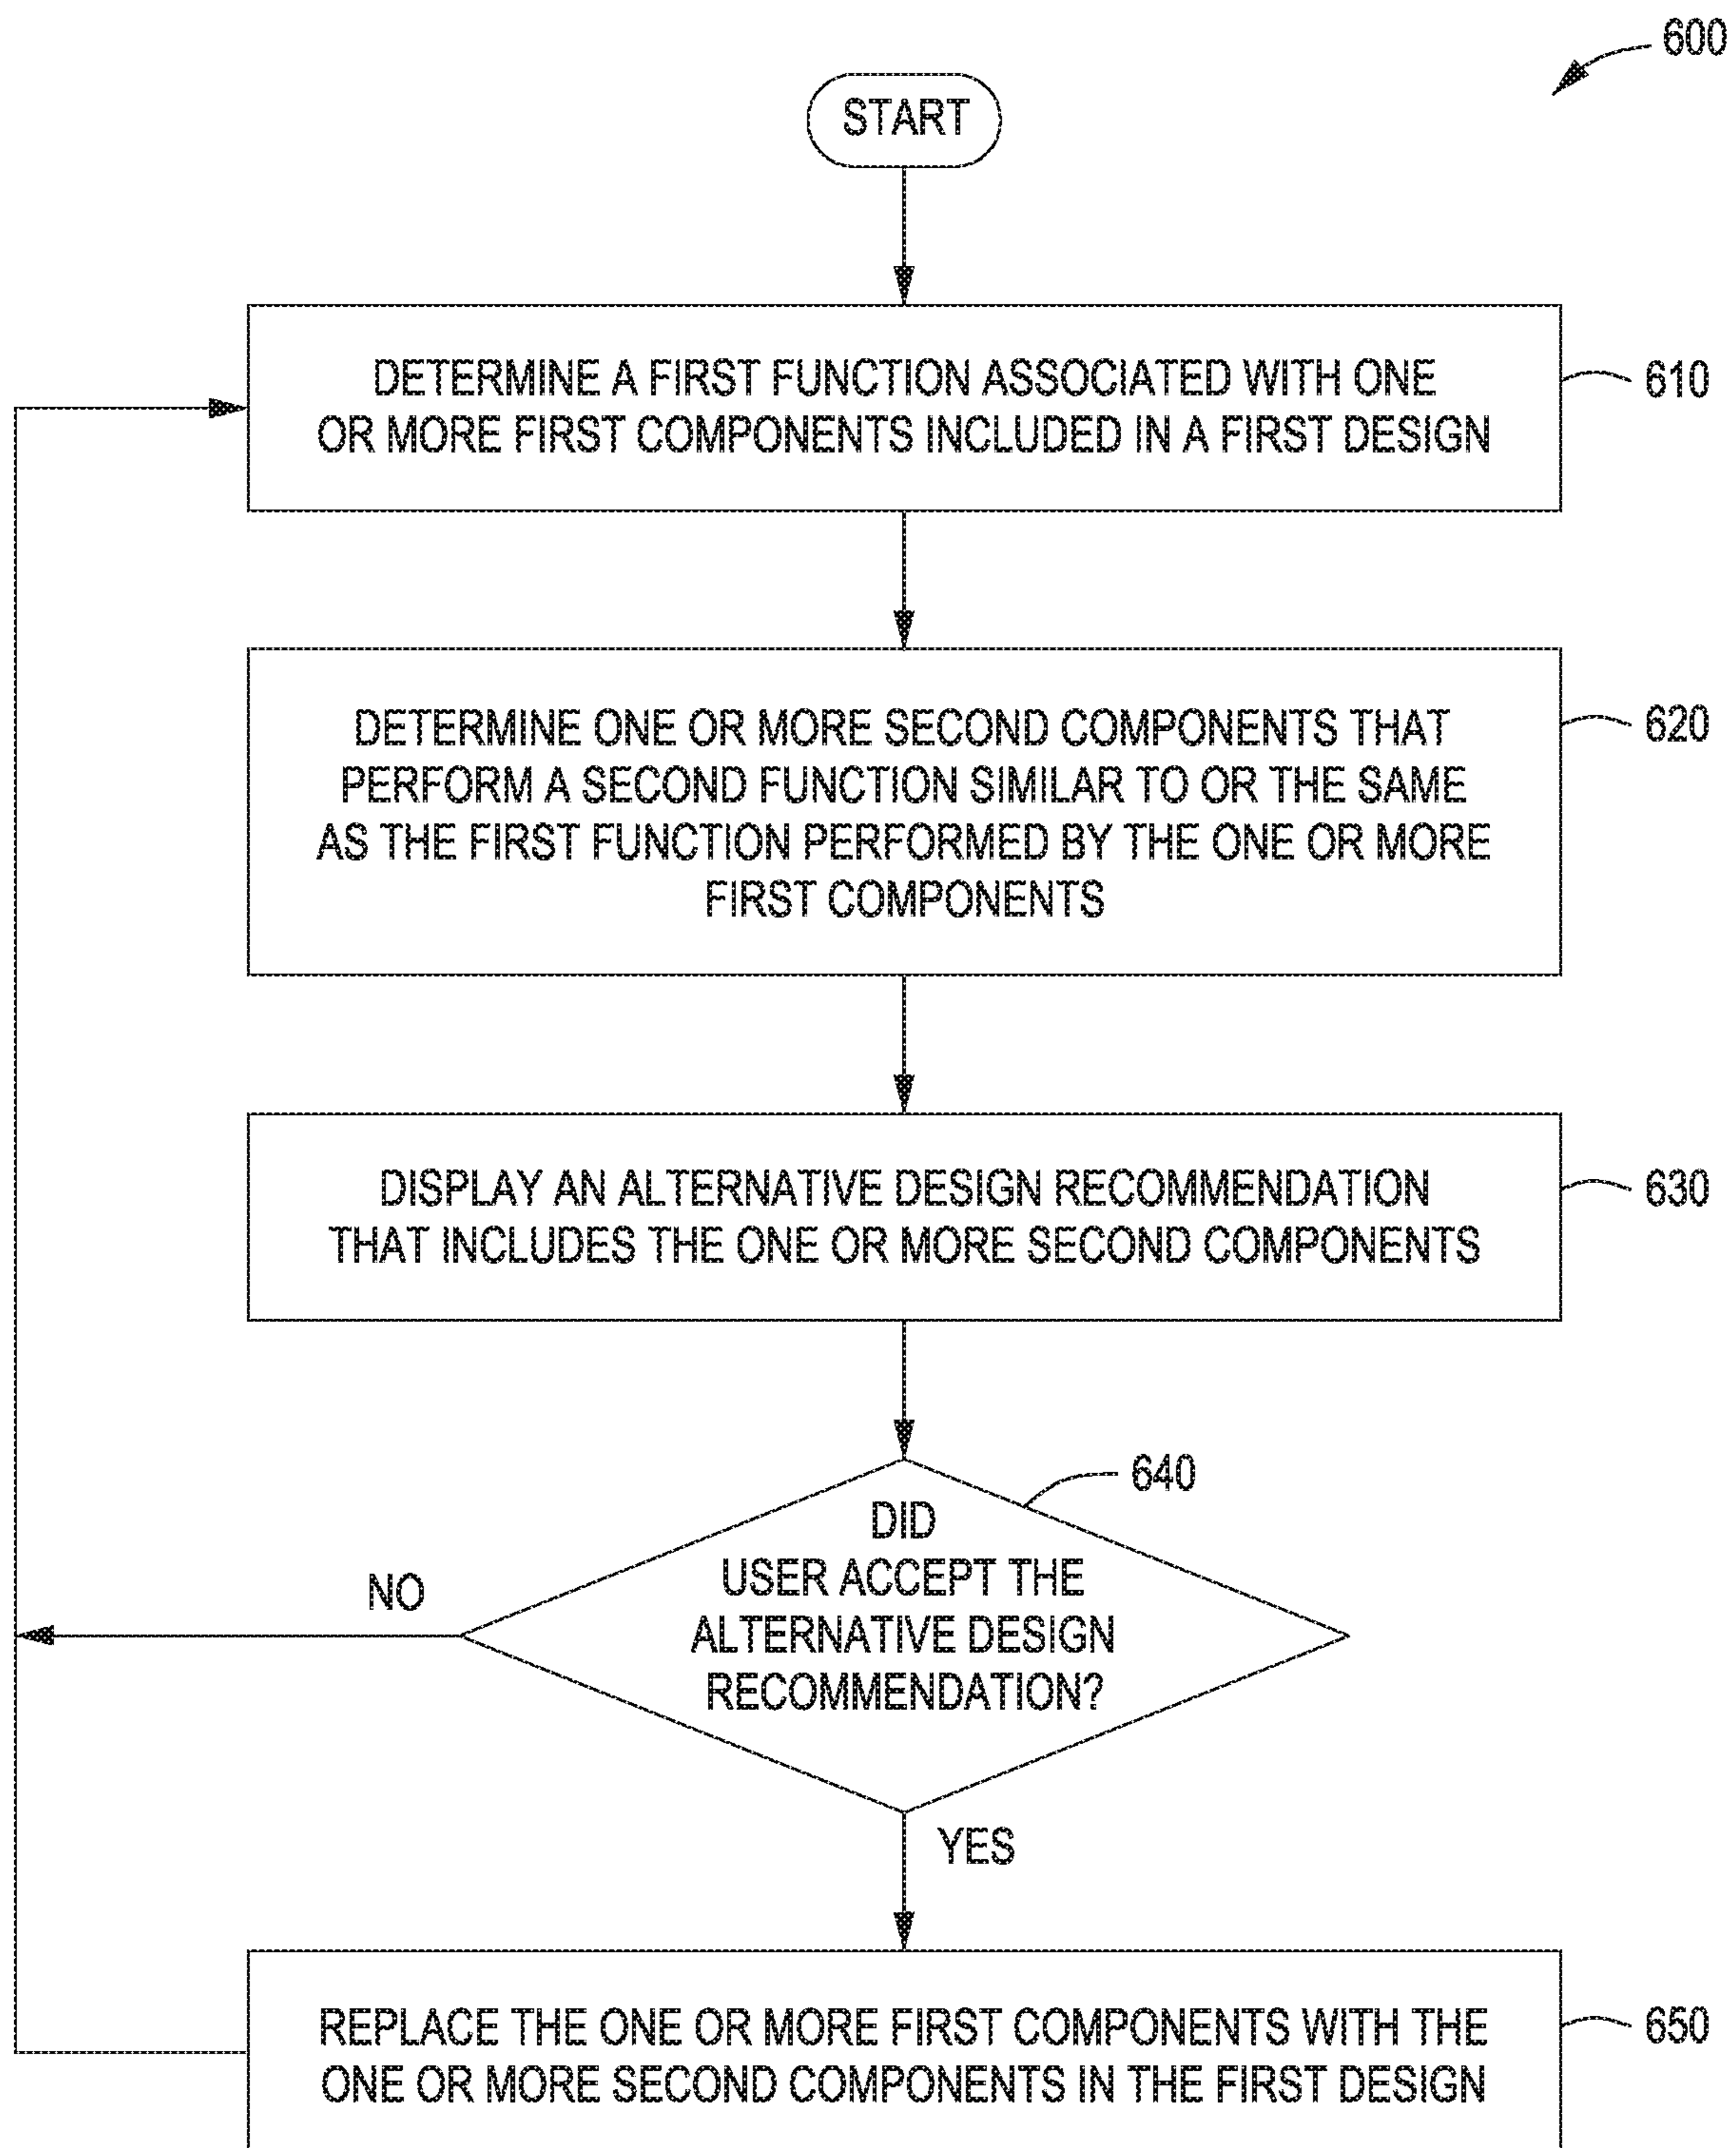 600
START
DETERMINE A FIRST FUNCTION ASSOCIATED WITH ONE
OR MORE FIRST COMPONENTS INCLUDED IN A FIRST DESIGN
610
DETERMINE ONE OR MORE SECOND COMPONENTS THAT
PERFORM A SECOND FUNCTION SIMILAR TO OR THE SAME
AS THE FIRST FUNCTION PERFORMED BY THE ONE OR MORE
FIRST COMPONENTS
620
DISPLAY AN ALTERNATIVE DESIGN RECOMMENDATION
THAT INCLUDES THE ONE OR MORE SECOND COMPONENTS
630
640
DID
USER ACCEPT THE
ALTERNATIVE DESIGN
RECOMMENDATION?
NO
YES
REPLACE THE ONE OR MORE FIRST COMPONENTS WITH THE
ONE OR MORE SECOND COMPONENTS IN THE FIRST DESIGN
650